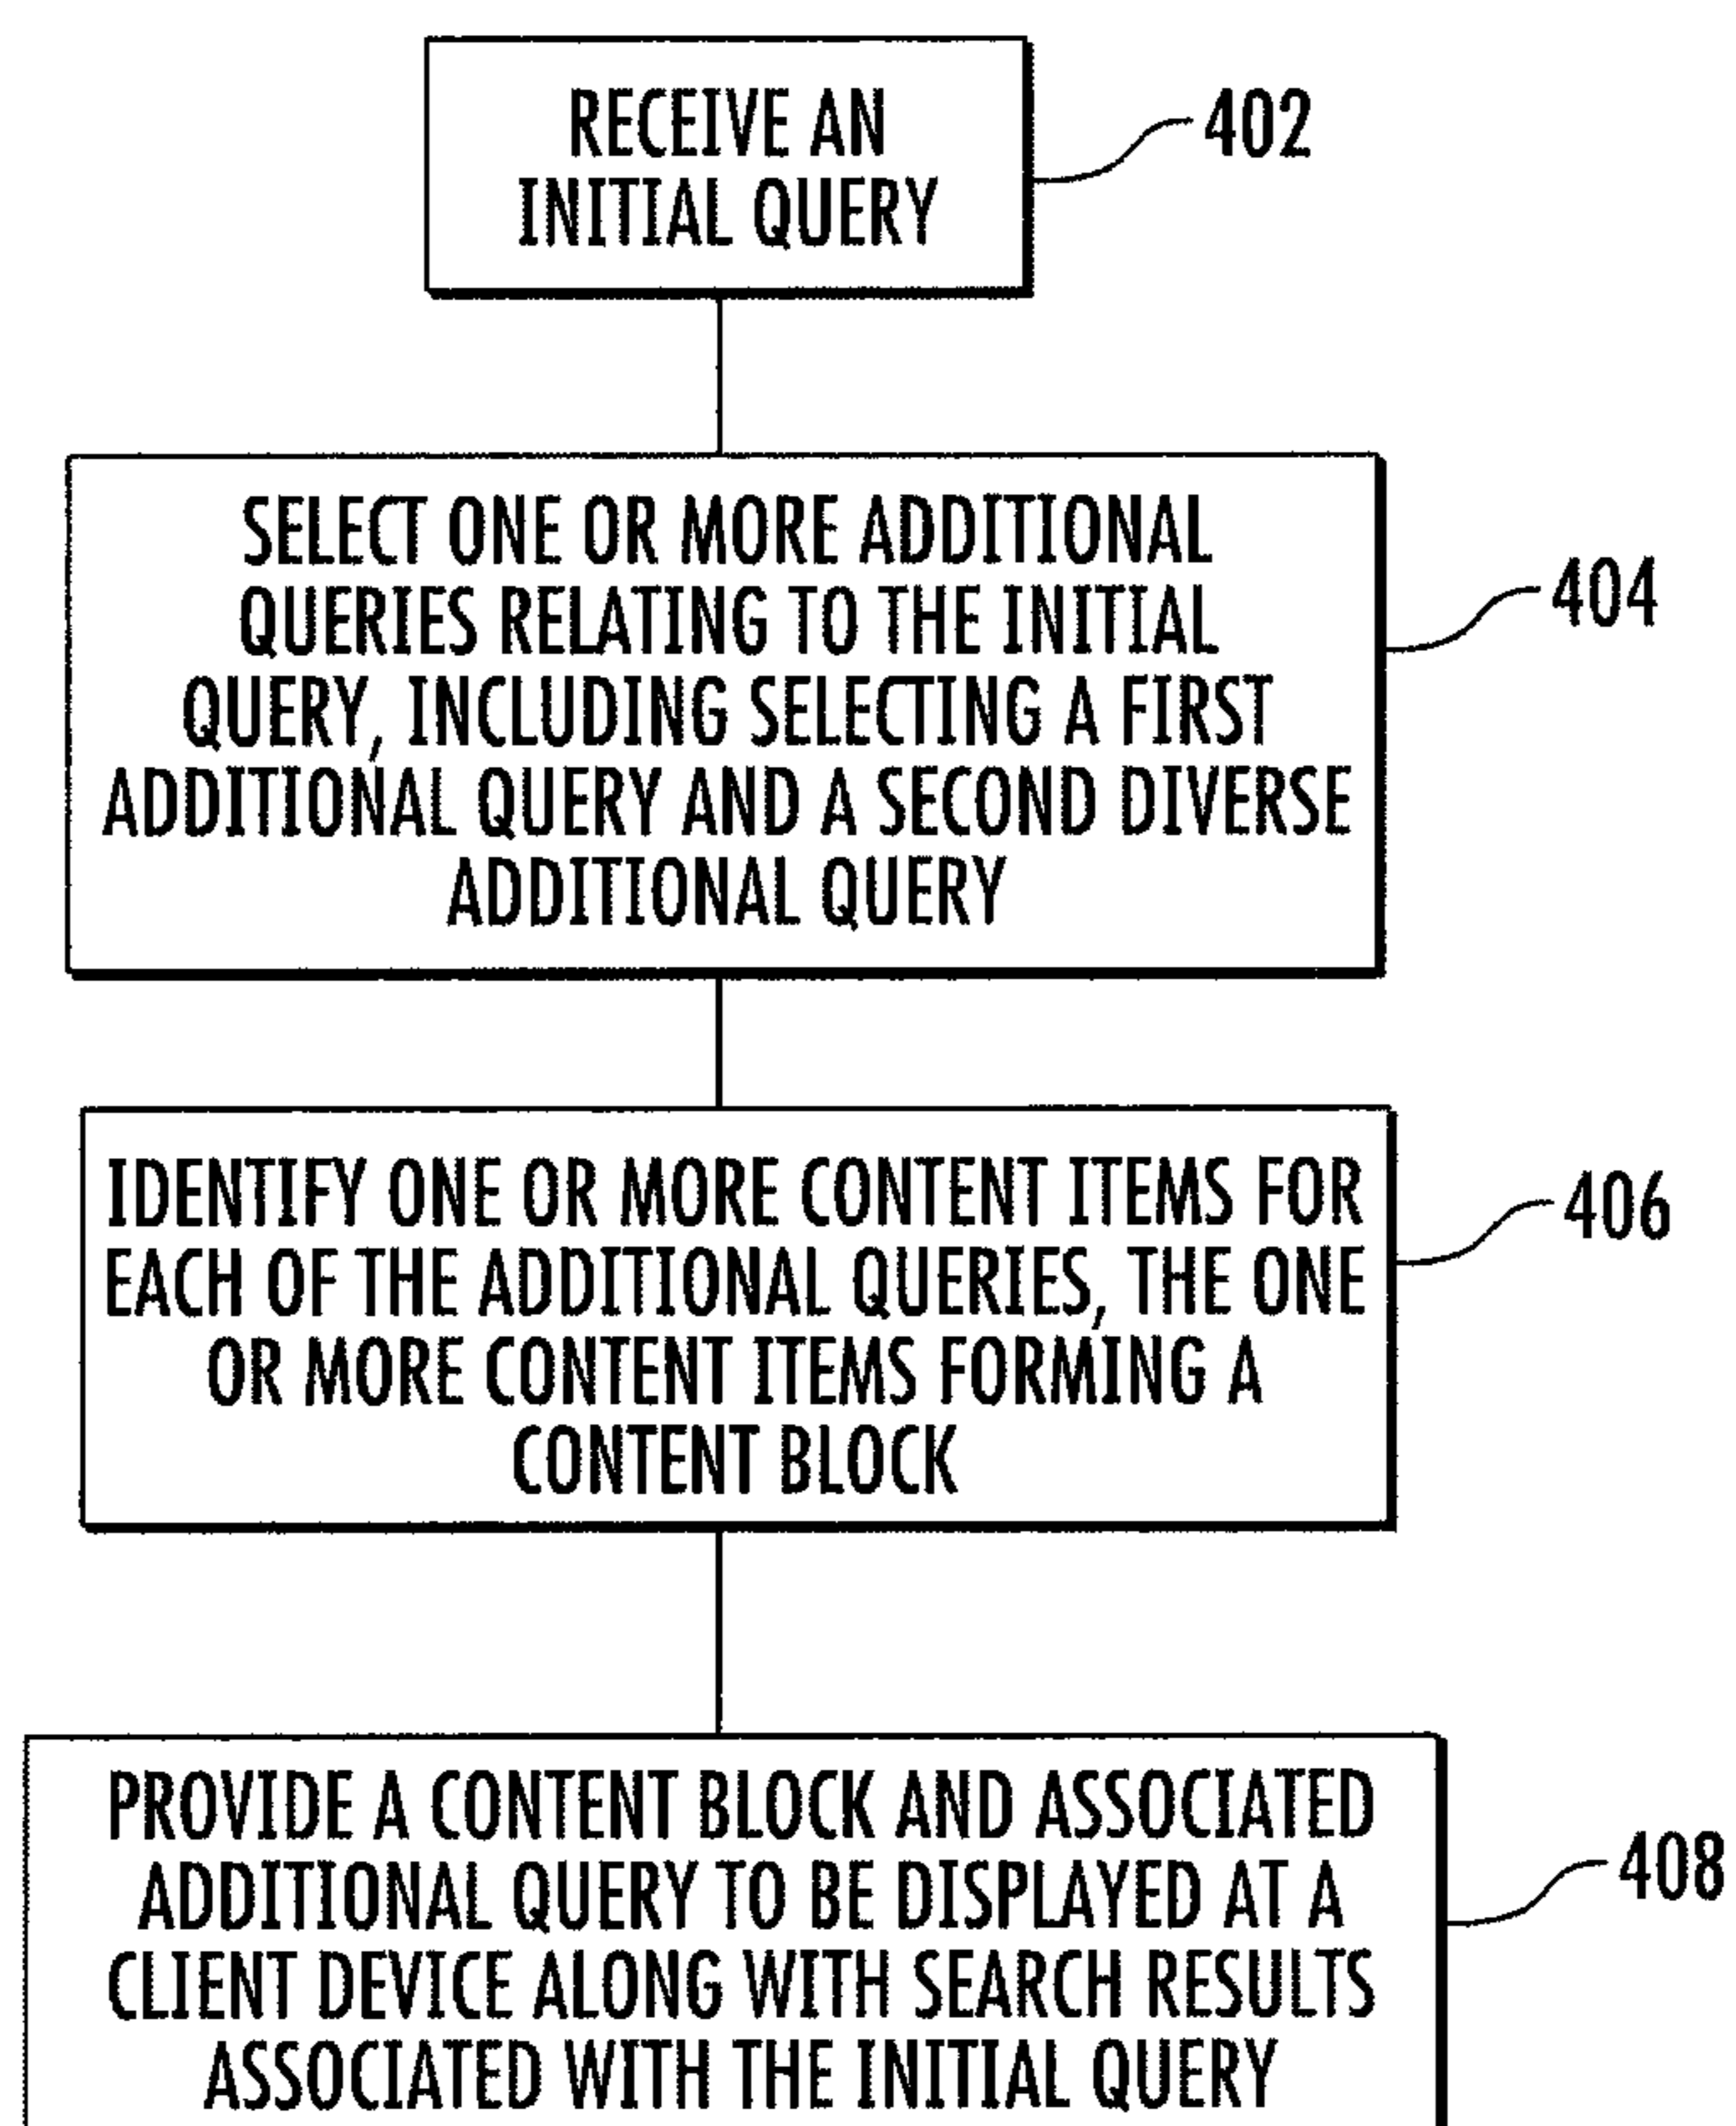 RECEIVE AN
INITIAL QUERY
402
SELECT ONE OR MORE ADDITIONAL
QUERIES RELATING TO THE INITIAL
QUERY, INCLUDING SELECTING A FIRST
ADDITIONAL QUERY AND A SECOND DIVERSE
ADDITIONAL QUERY
404
IDENTIFY ONE OR MORE CONTENT ITEMS FOR
EACH OF THE ADDITIONAL QUERIES, THE ONE
OR MORE CONTENT ITEMS FORMING A
CONTENT BLOCK
406
PROVIDE A CONTENT BLOCK AND ASSOCIATED
ADDITIONAL QUERY TO BE DISPLAYED AT A
CLIENT DEVICE ALONG WITH SEARCH RESULTS
ASSOCIATED WITH THE INITIAL QUERY
408